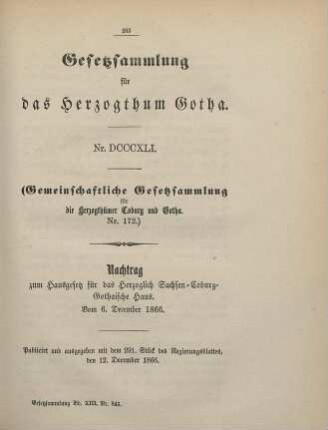 203
Gesetzsammlung
für
das Herzogthum Gotha.
Nr. DCCCXLI.
(Gemeinschaftliche Gesetzsammlung
für
die Herzogthümer Coburg und Gotha.
Nr. 172.)
Nachtrag
zum Hausgesetz für das Herzoglich Sachsen-Coburg-
Gothaische Haus.
Vom 6. December 1866.
Publicirt und ausgegeben mit dem 291. Stück des Regierungsblattes,
den 12. December 1866.
Gesetzsammlung Bd. XIII. Nr. 841.